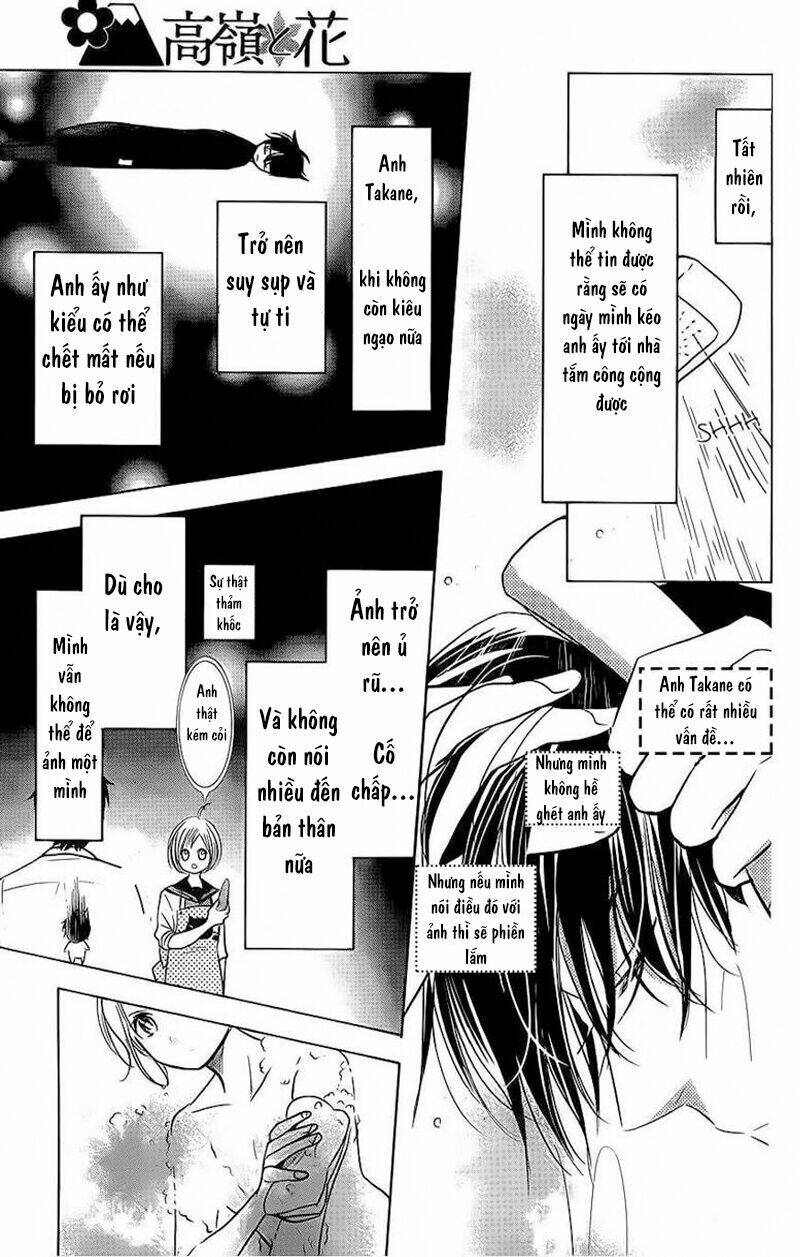 高嶺と花
Tất
nhiên
rồi,
Mình không
thể tin được
rằng sẽ có
ngày mình kéo
anh ấy tới nhà
tắm công cộng
được
SHHH
Anh
Takane,
khi không
còn kiêu
ngạo nữa
Trở nên
suy sụp và
tự ti
Anh ấy như
kiểu có thể
chết mất nếu
bị bỏ rơi
Anh Takane có
thể có rất nhiều
vấn đề...
Nhưng mình
không hề
ghét anh ấy
Nhưng nếu mình
nói điều đó với
ảnh thì sẽ phiền
lắm
Ảnh trở
nên ủ
rũ...
Cố
chấp...
Và không
còn nói
nhiều đến
bản thân
nữa
Sự thật
thảm
khốc
Anh
thật
kém cỏi
Dù cho
là vậy,
Mình
vẫn
không
thể để
ảnh một
mình